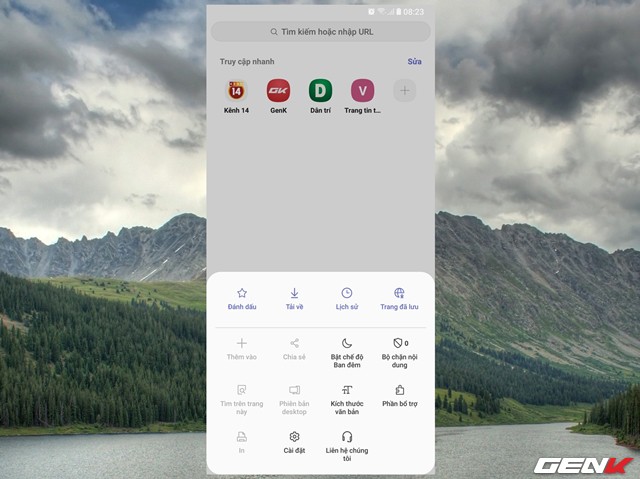 08:23
Tìm kiếm hoặc nhập URL
Truy cập nhanh
Sửa
14
GK
D
V
Kênh 14
GenK
Dân trí
Trang tin t...
Đánh dấu
Tải về
Lịch sử
Trang đã lưu
0
Thêm vào
Chia sẻ
Bật chế độ
Ban đêm
Bộ chặn nội
dung
Tìm trên trang
này
Phiên bản
desktop
Kích thước
văn bản
Phần bổ trợ
In
Cài đặt
Liên hệ chúng
tôi
GENK